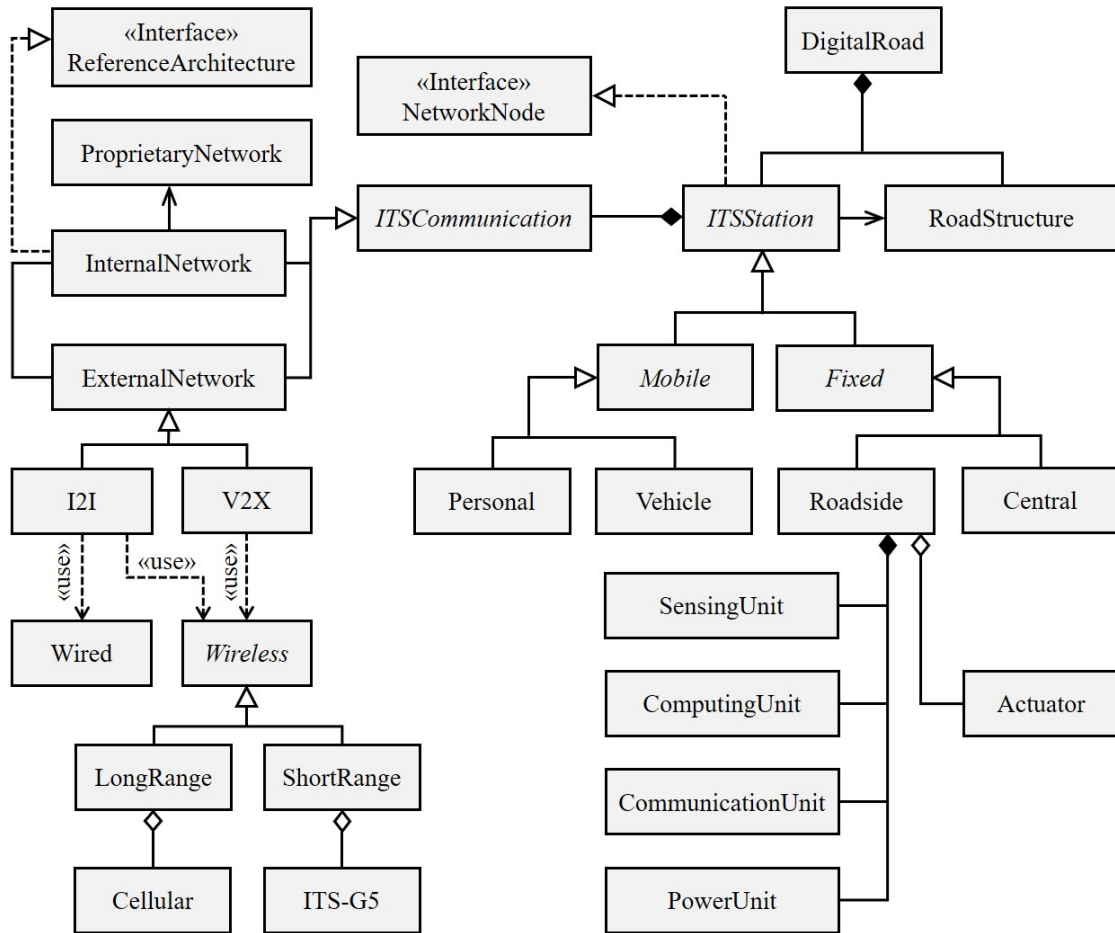 «Interface»
ReferenceArchitecture
DigitalRoad
«Interface»
NetworkNode
ProprietaryNetwork
ITSCommunication
ITSStation
RoadStructure
InternalNetwork
ExternalNetwork
Mobile
Fixed
I2I
V2X
Personal
Vehicle
Roadside
Central
«use»
«use»
«use»
SensingUnit
Wired
Wireless
ComputingUnit
Actuator
LongRange
ShortRange
CommunicationUnit
Cellular
ITS-G5
PowerUnit